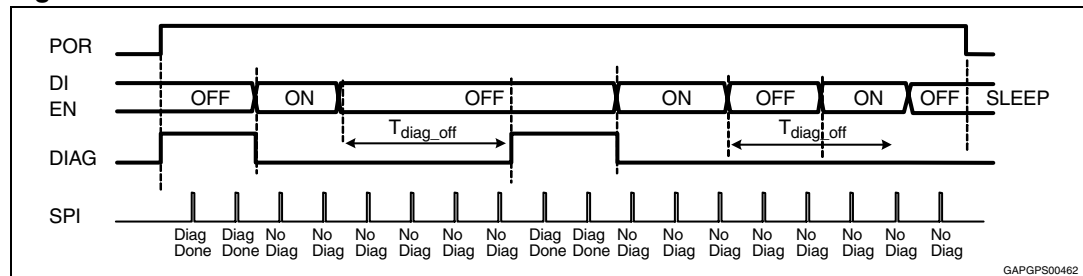 POR
DI
OFF ON OFF ON OFF ON OFF SLEEP
EN
Tdiag_off Tdiag_off
DIAG
SPI
Diag Diag No No No No No No Diag Diag No No No No No No No No
Done Done Diag Diag Diag Diag Diag Diag Done Done Diag Diag Diag Diag Diag Diag Diag Diag
GAPGPS00462